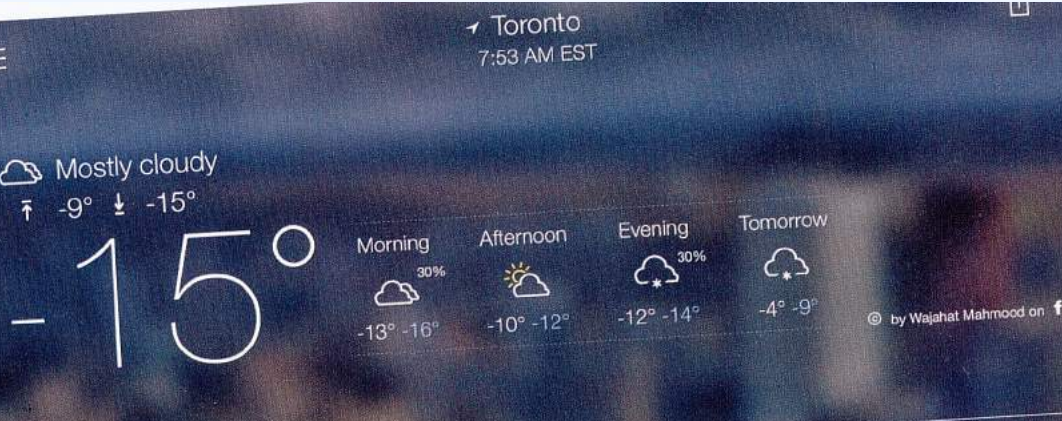 Toronto
7:53 AM EST
Mostly cloudy
-9° -15°
-15°
Morning
30%
-13° -16°
Afternoon
-10° -12°
Evening
30%
-12° -14°
Tomorrow
-4° -9°
© by Wajahat Mahmood on f